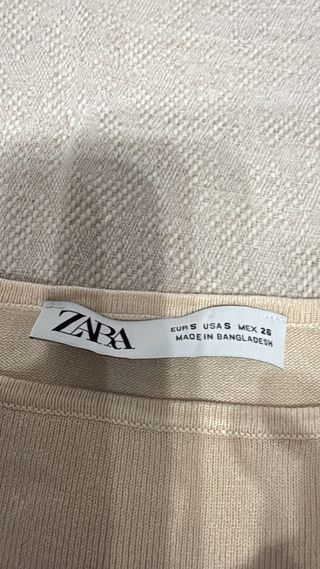 ZARA
EUR S USA S MEX 26
MADE IN BANGLADESH